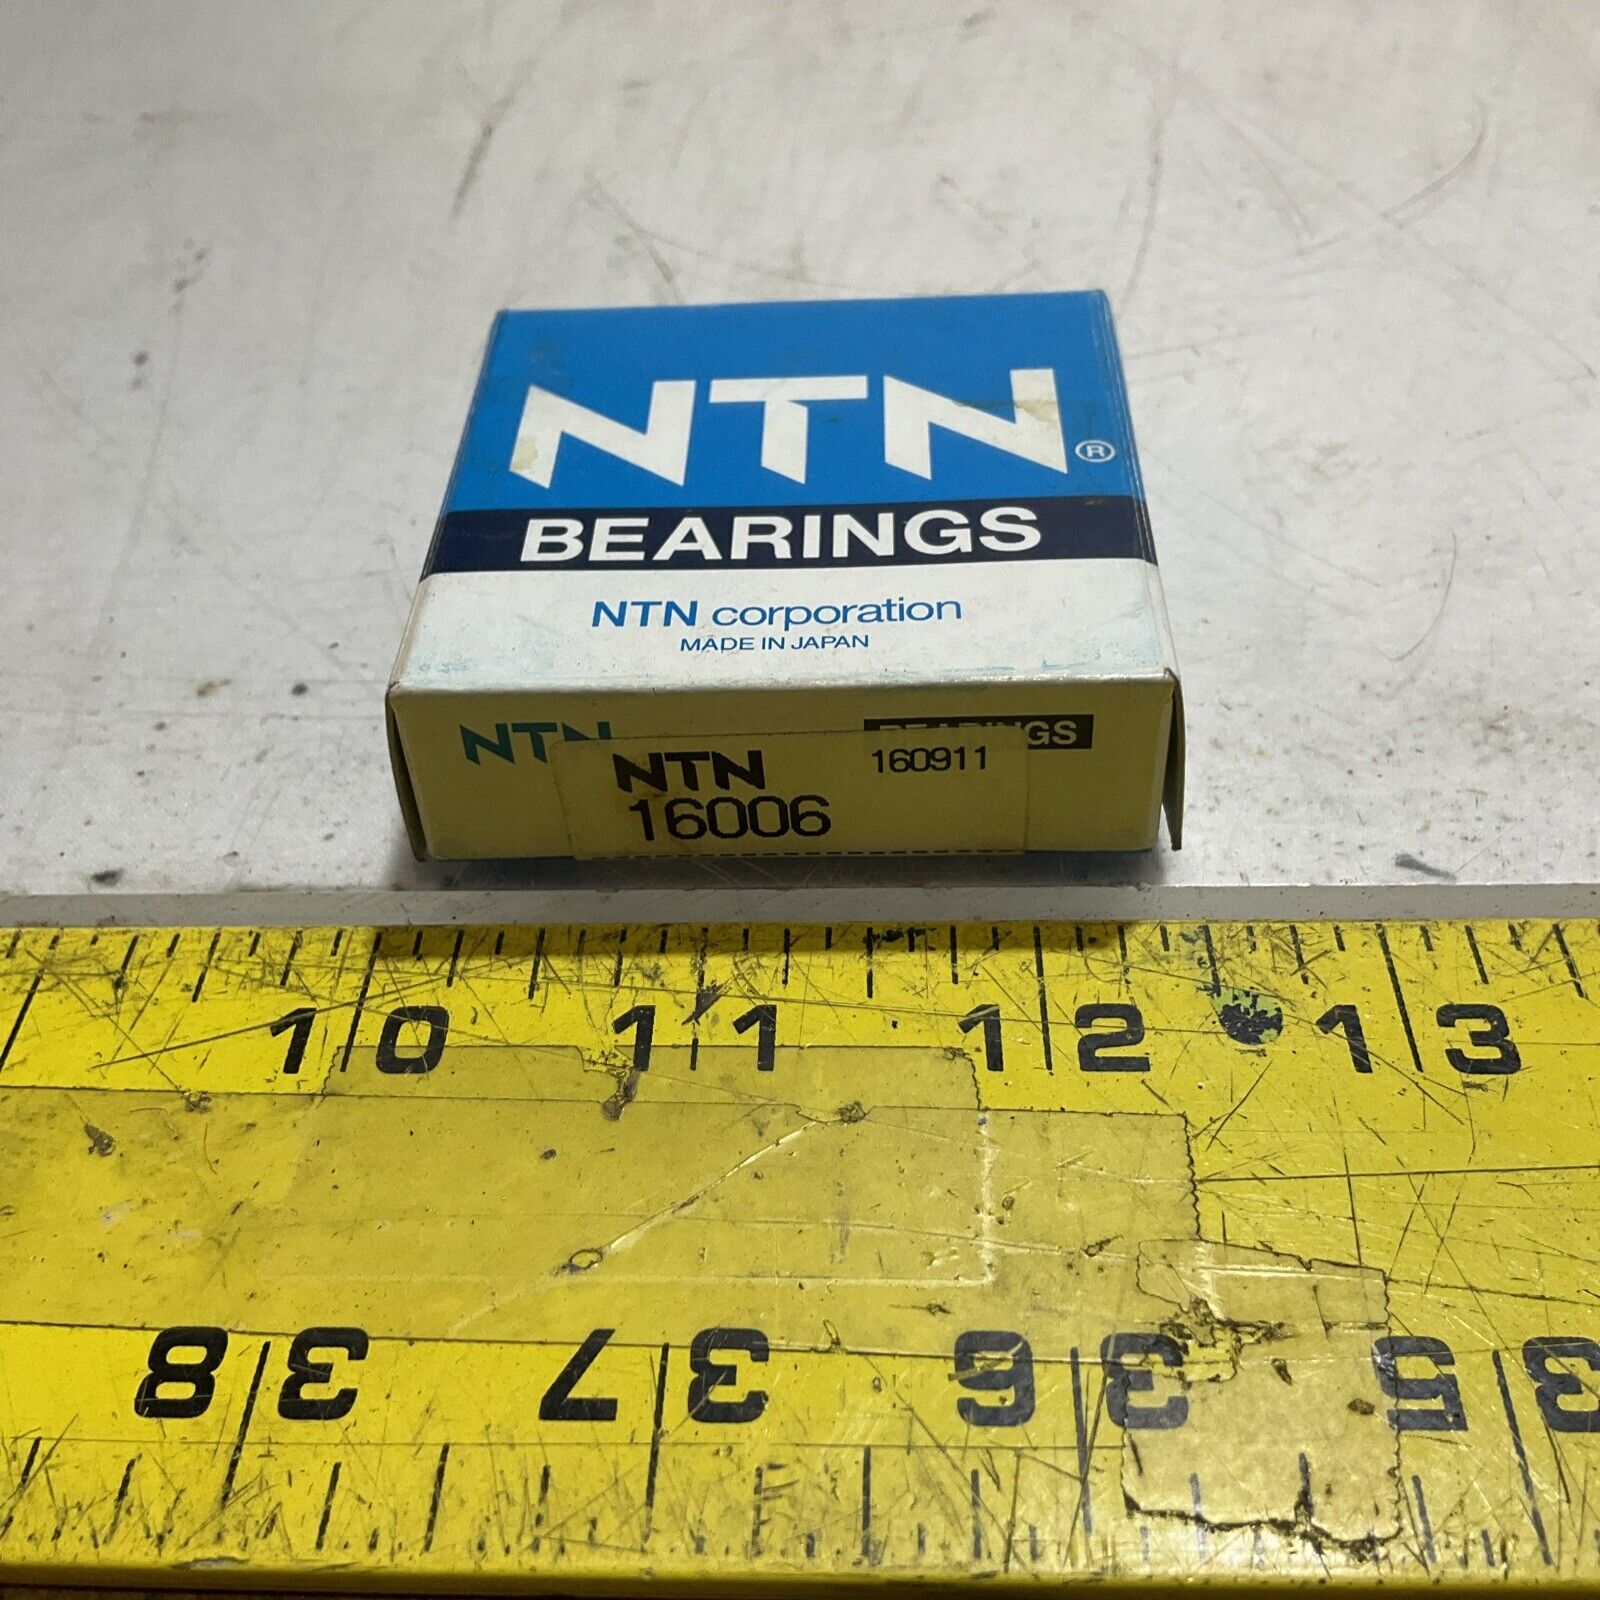 NTN®
BEARINGS
NTN corporation
MADE IN JAPAN
NTN BEARINGS
NTN 160911
16006
10 11 12 13
38 37 36 35 3